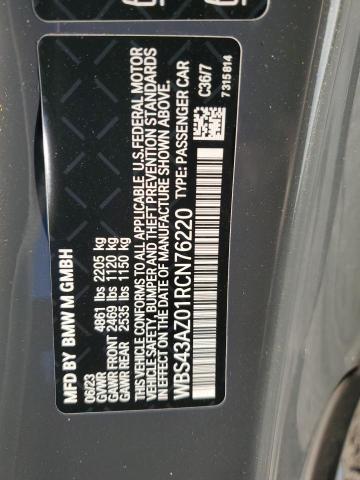 MFD BY BMW M GMBH
06/23
GVWR 4861 lbs 2205 kg
GAWR FRONT 2469 lbs 1120 kg
GAWR REAR 2535 lbs 1150 kg
THIS VEHICLE CONFORMS TO ALL APPLICABLE U.S. FEDERAL MOTOR
VEHICLE SAFETY, BUMPER AND THEFT PREVENTION STANDARDS
IN EFFECT ON THE DATE OF MANUFACTURE SHOWN ABOVE.
WBS43AZ01RCN76220 TYPE: PASSENGER CAR
C36/7
7315814